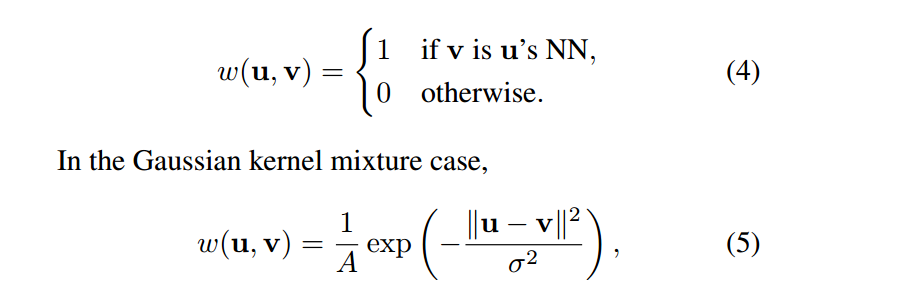 w(u, v) = { 1 if v is u's NN,
0 otherwise. (4)
In the Gaussian kernel mixture case,
w(u, v) = 1/A exp ( − ‖u − v‖² / σ² ) , (5)